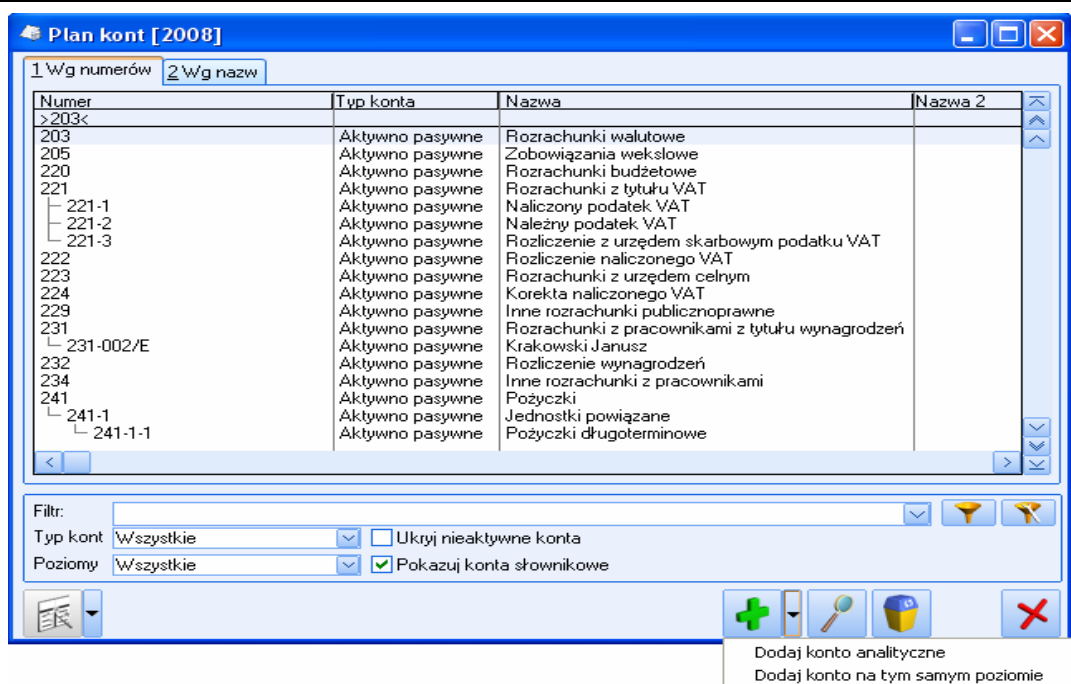 Plan kont [2008]
1 Wg numerów 2 Wg nazw
Numer Typ konta Nazwa Nazwa 2
>203<
203 Aktywno pasywne Rozrachunki walutowe
205 Aktywno pasywne Zobowiązania wekslowe
220 Aktywno pasywne Rozrachunki budżetowe
221 Aktywno pasywne Rozrachunki z tytułu VAT
221-1 Aktywno pasywne Naliczony podatek VAT
221-2 Aktywno pasywne Należny podatek VAT
221-3 Aktywno pasywne Rozliczenie z urzędem skarbowym podatku VAT
222 Aktywno pasywne Rozliczenie naliczonego VAT
223 Aktywno pasywne Rozrachunki z urzędem celnym
224 Aktywno pasywne Korekta naliczonego VAT
229 Aktywno pasywne Inne rozrachunki publicznoprawne
231 Aktywno pasywne Rozrachunki z pracownikami z tytułu wynagrodzeń
231-002/E Aktywno pasywne Krakowski Janusz
232 Aktywno pasywne Rozliczenie wynagrodzeń
234 Aktywno pasywne Inne rozrachunki z pracownikami
241 Aktywno pasywne Pożyczki
241-1 Aktywno pasywne Jednostki powiązane
241-1-1 Aktywno pasywne Pożyczki długoterminowe
Filtr:
Typ kont Wszystkie Ukryj nieaktywne konta
Poziomy Wszystkie Pokazuj konta słownikowe
Dodaj konto analityczne
Dodaj konto na tym samym poziomie